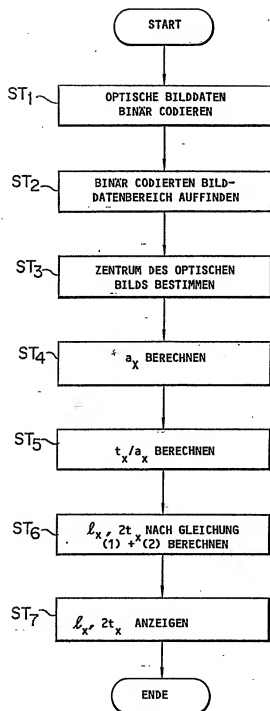 START
ST1
OPTISCHE BILDDATEN
BINÄR CODIEREN
ST2
BINÄR CODIERTEN BILD-
DATENBEREICH AUFFINDEN
ST3
ZENTRUM DES OPTISCHEN
BILDS BESTIMMEN
ST4
ax BERECHNEN
ST5
tx/ax BERECHNEN
ST6
ℓx, 2tx NACH GLEICHUNG
(1) + (2) BERECHNEN
ST7
ℓx, 2tx ANZEIGEN
ENDE